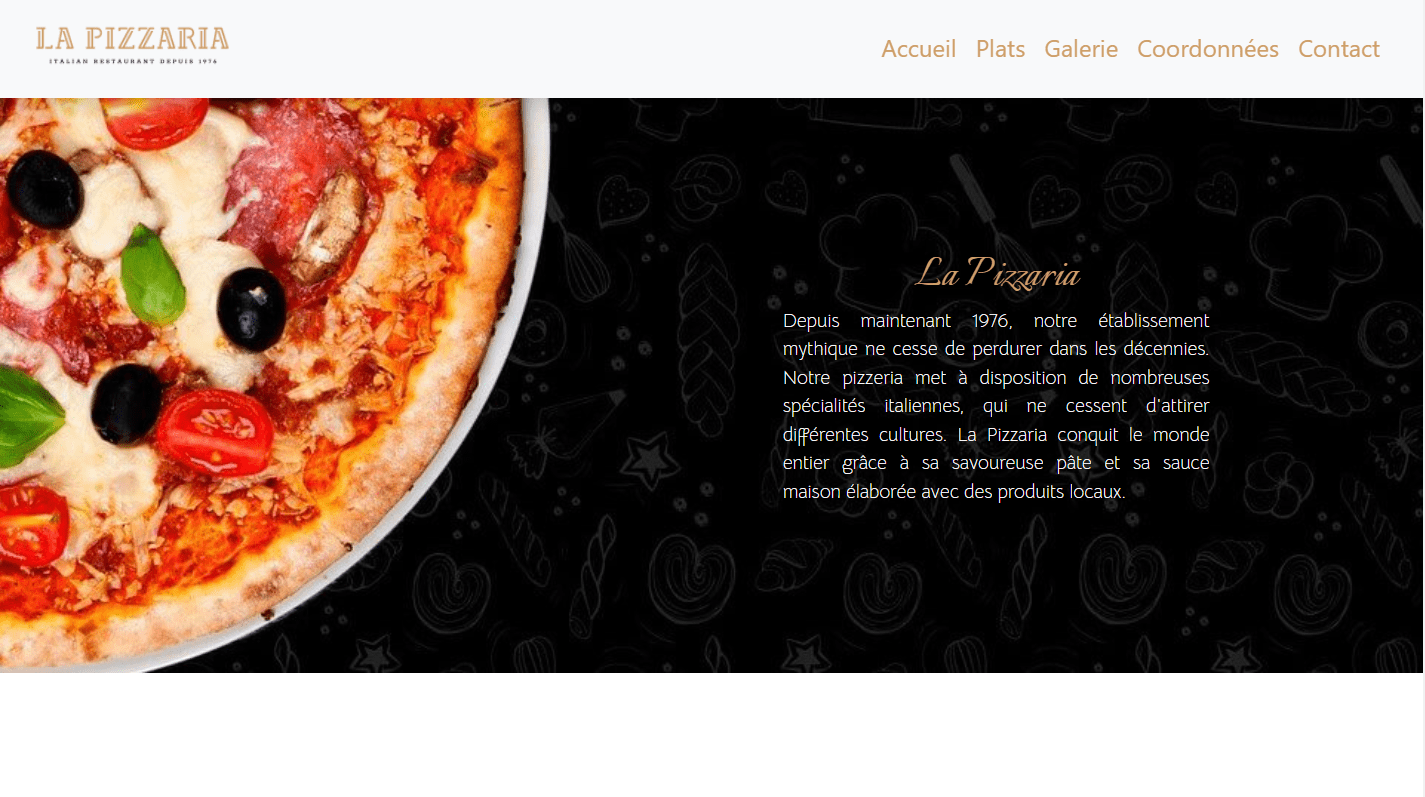 LA PIZZARIA
ITALIAN RESTAURANT DEPUIS 1976
Accueil Plats Galerie Coordonnées Contact
La Pizzaria
Depuis maintenant 1976, notre établissement
mythique ne cesse de perdurer dans les décennies.
Notre pizzeria met à disposition de nombreuses
spécialités italiennes, qui ne cessent d'attirer
différentes cultures. La Pizzaria conquit le monde
entier grâce à sa savoureuse pâte et sa sauce
maison élaborée avec des produits locaux.